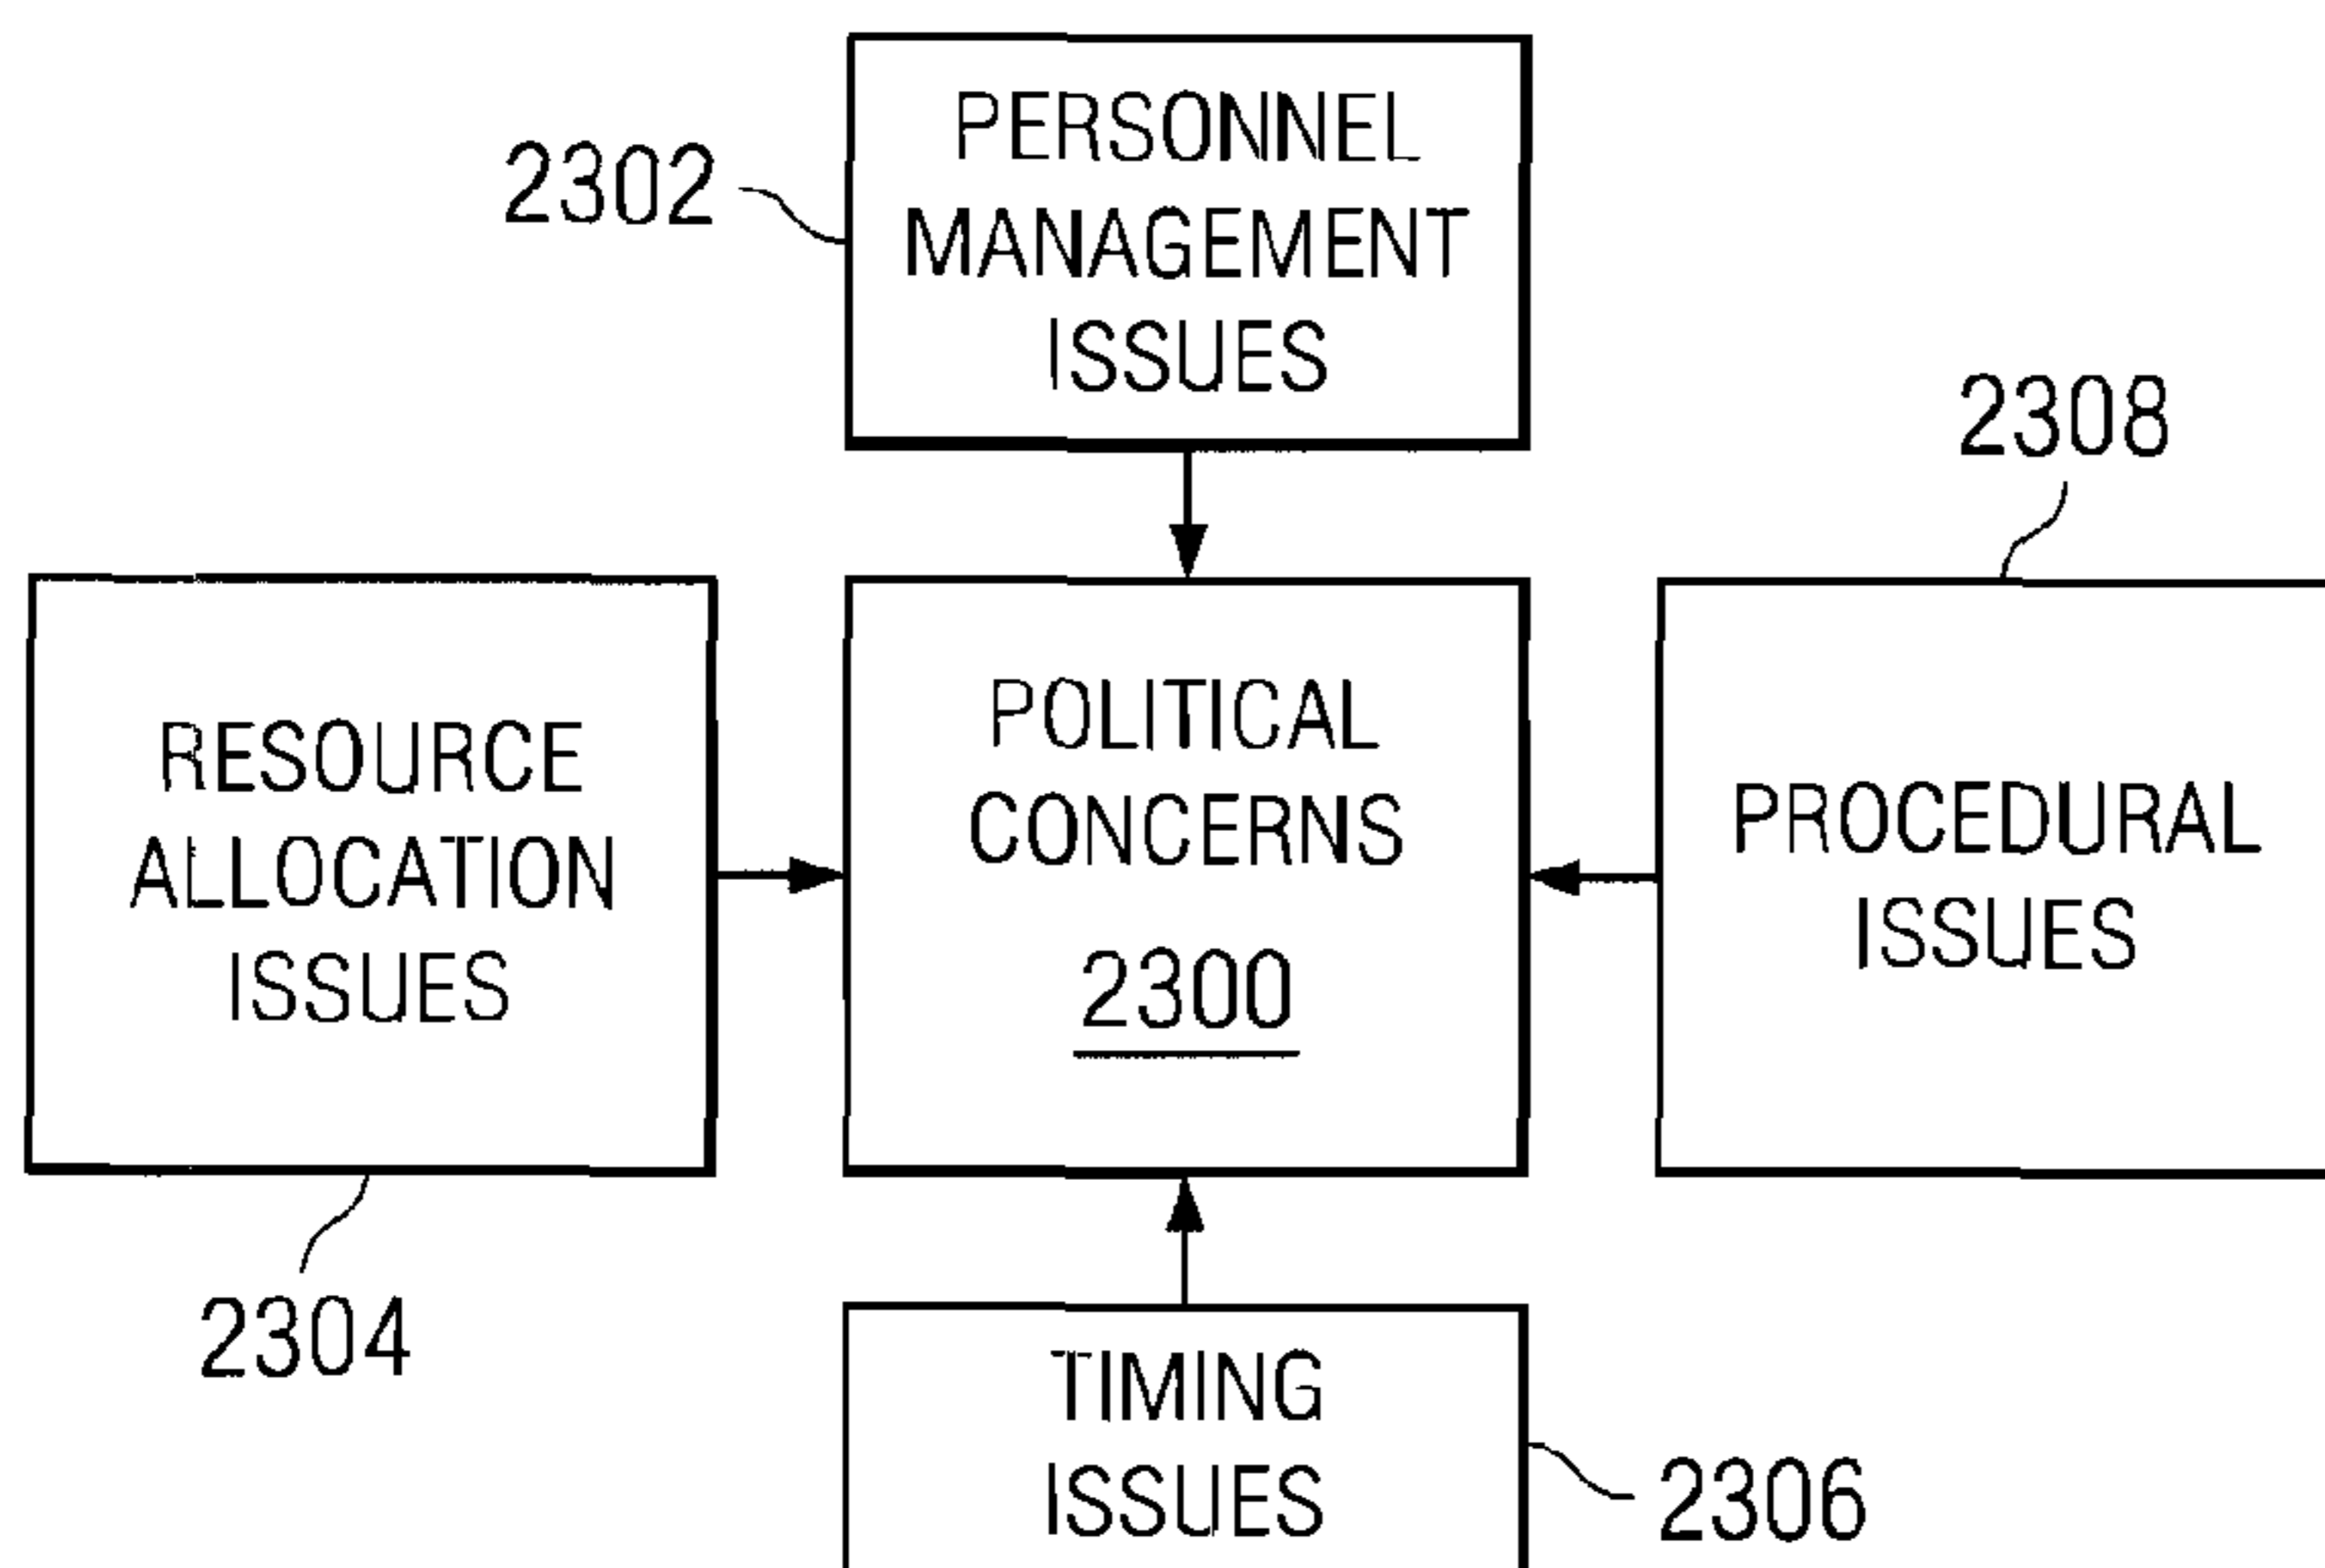 PERSONNEL
MANAGEMENT
ISSUES
2302
2308
RESOURCE
ALLOCATION
ISSUES
2304
POLITICAL
CONCERNS
2300
PROCEDURAL
ISSUES
TIMING
ISSUES
2306